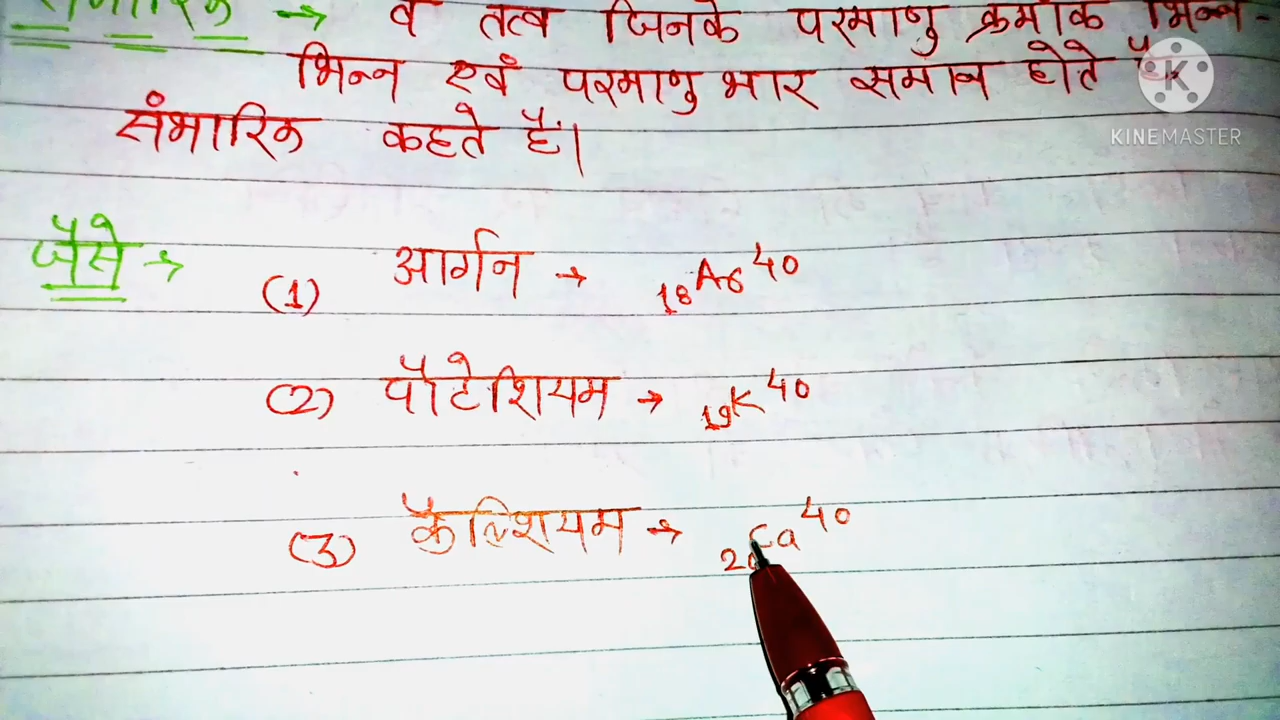 → वे तत्व जिनके परमाणु क्रमांक भिन्न-
भिन्न एवं परमाणु भार समान होते हैं
संभारिक कहते हैं।
KINEMASTER
जैसे →
(1) आर्गन → 18Ar40
(2) पौटेशियम → 19K40
(3) कैल्शियम → 20Ca40